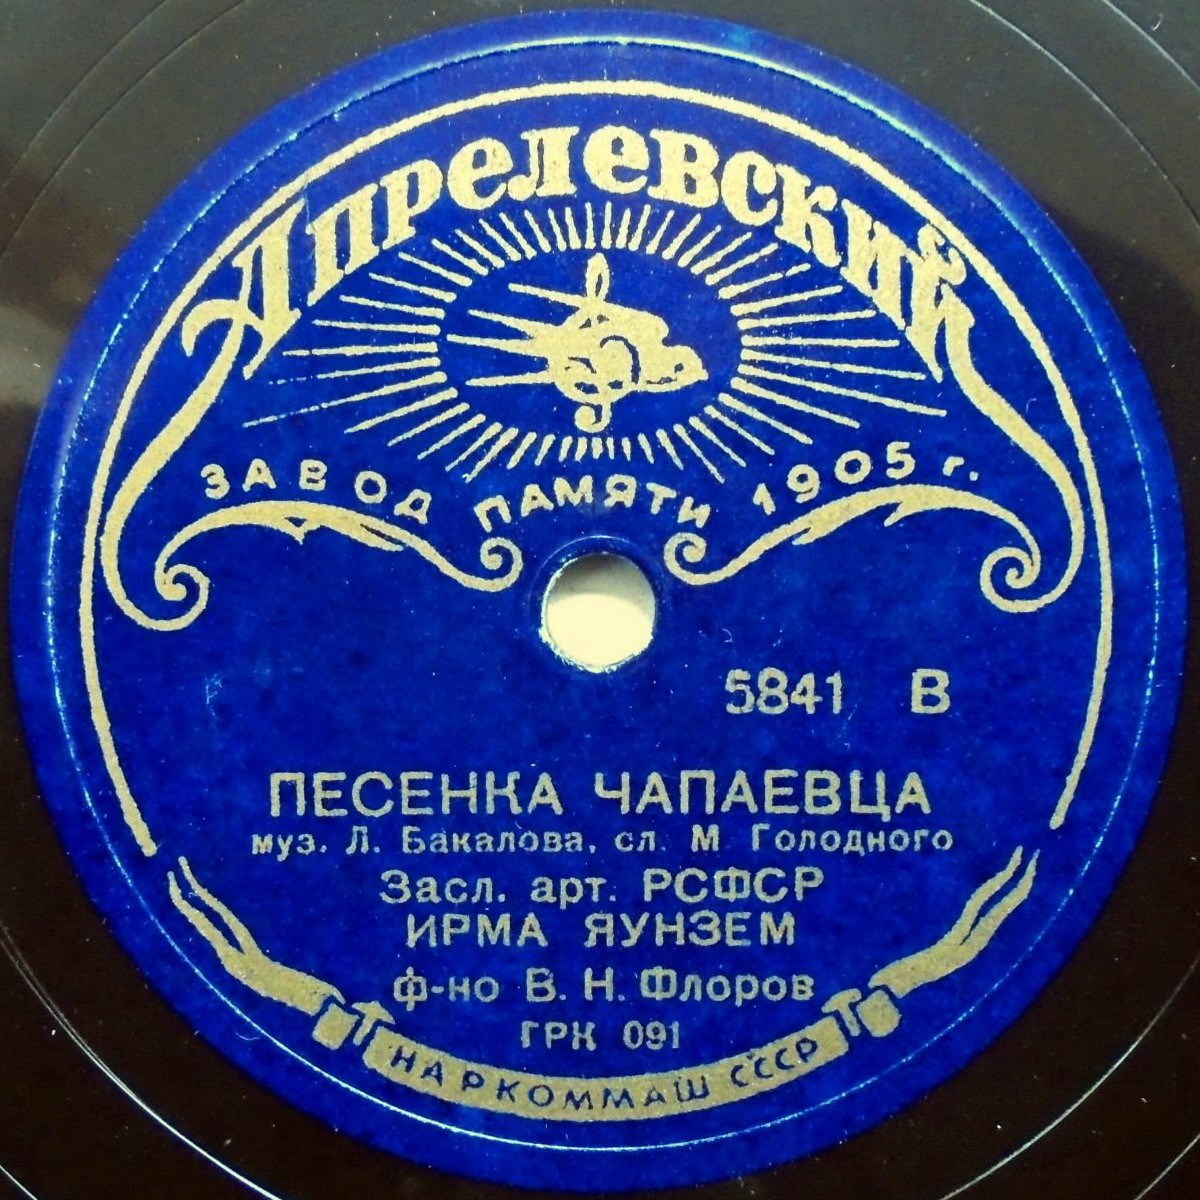 Апрелевский
ЗАВОД ПАМЯТИ 1905 г.
5841 В
ПЕСЕНКА ЧАПАЕВЦА
муз. Л. Бакалова, сл. М Голодного
Засл. арт. РСФСР
ИРМА ЯУНЗЕМ
ф-но В. Н. Флоров
ГРК 091
НАРКОММАШ СССР